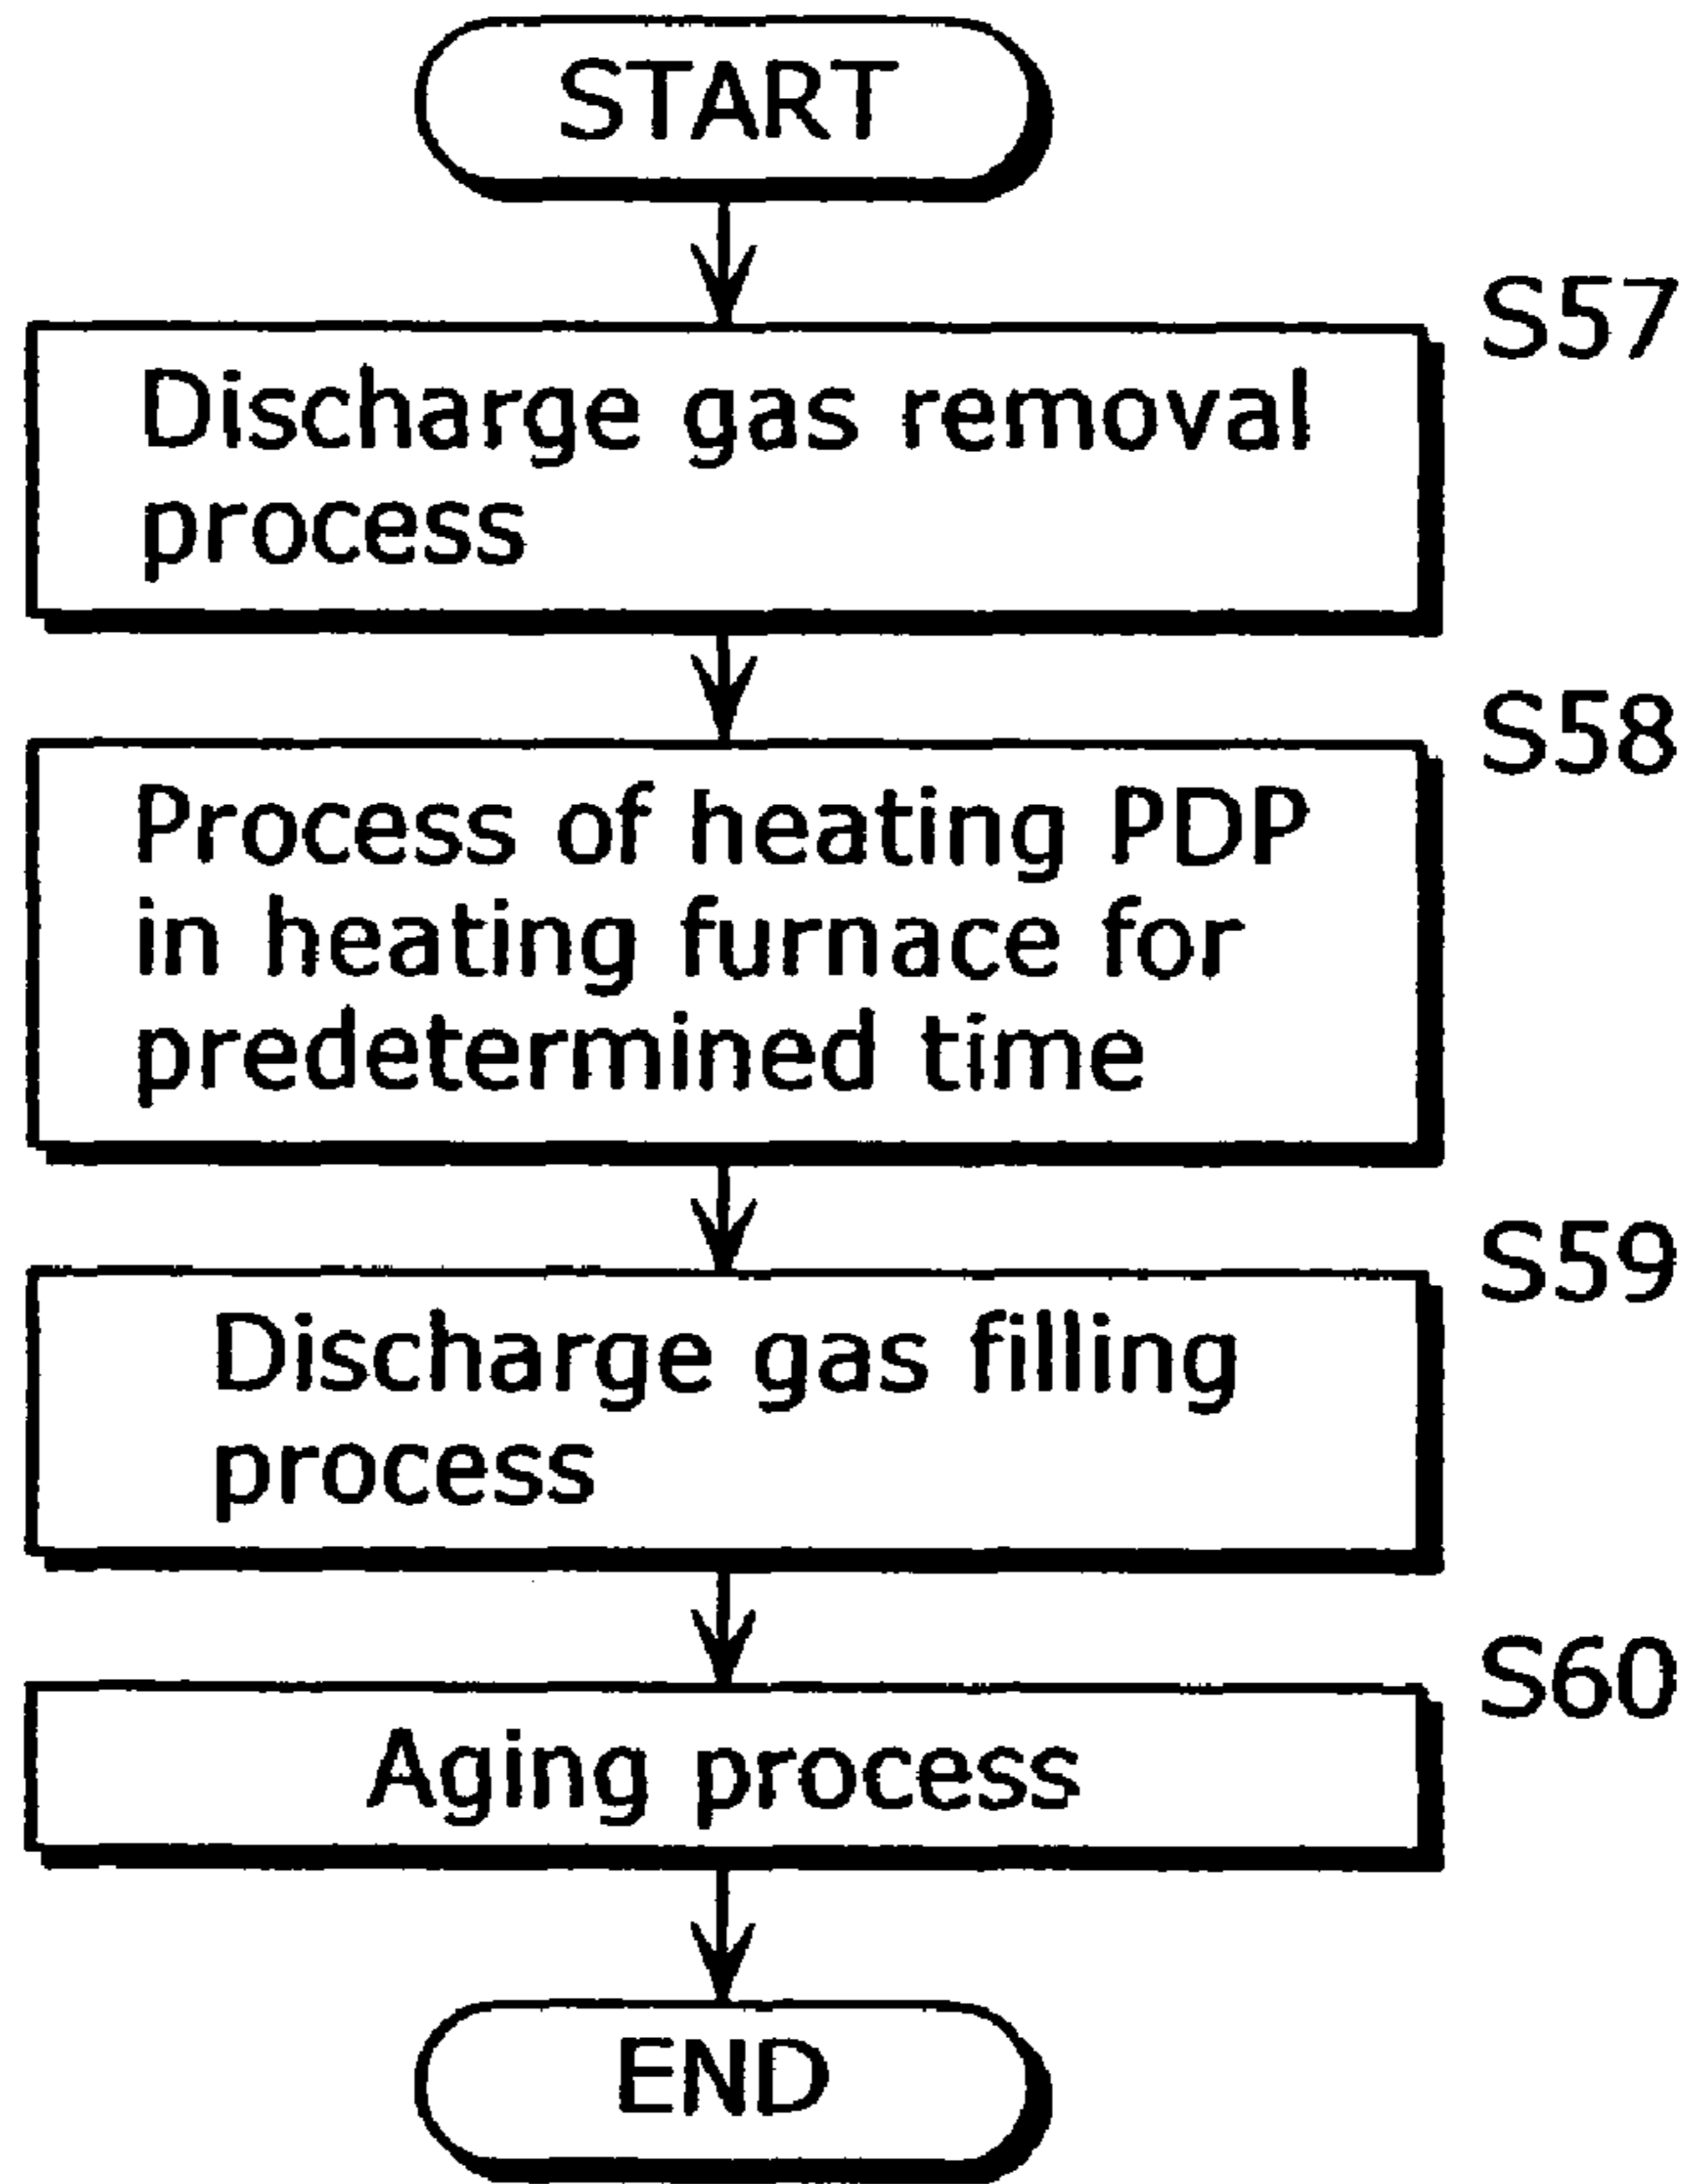 START
S57
Discharge gas removal
process
S58
Process of heating PDP
in heating furnace for
predetermined time
S59
Discharge gas filling
process
S60
Aging process
END